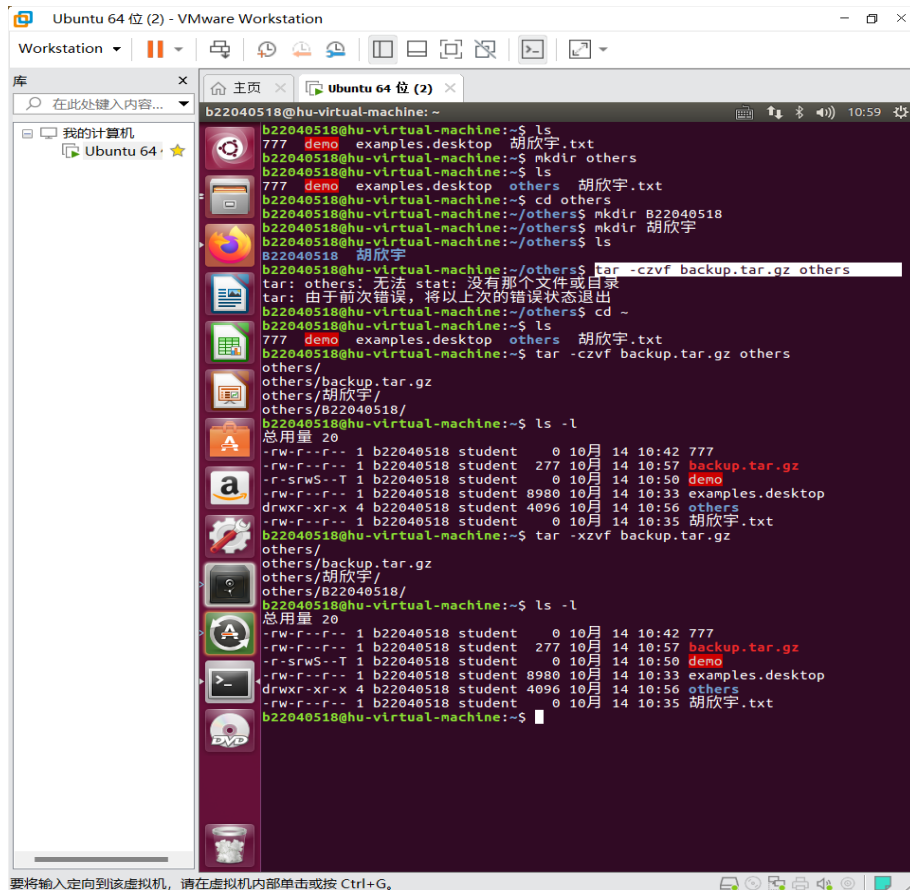 Ubuntu 64 位 (2) - VMware Workstation
Workstation
库
在此处键入内容...
我的计算机
Ubuntu 64
主页
Ubuntu 64 位 (2)
b22040518@hu-virtual-machine: ~
10:59
b22040518@hu-virtual-machine:~$ ls
777 demo examples.desktop 胡欣宇.txt
b22040518@hu-virtual-machine:~$ mkdir others
b22040518@hu-virtual-machine:~$ ls
777 demo examples.desktop others 胡欣宇.txt
b22040518@hu-virtual-machine:~$ cd others
b22040518@hu-virtual-machine:~/others$ mkdir B22040518
b22040518@hu-virtual-machine:~/others$ mkdir 胡欣宇
b22040518@hu-virtual-machine:~/others$ ls
B22040518 胡欣宇
b22040518@hu-virtual-machine:~/others$ tar -czvf backup.tar.gz others
tar: others: 无法 stat: 没有那个文件或目录
tar: 由于前次错误，将以上次的错误状态退出
b22040518@hu-virtual-machine:~/others$ cd ~
b22040518@hu-virtual-machine:~$ ls
777 demo examples.desktop others 胡欣宇.txt
b22040518@hu-virtual-machine:~$ tar -czvf backup.tar.gz others
others/
others/backup.tar.gz
others/胡欣宇/
others/B22040518/
b22040518@hu-virtual-machine:~$ ls -l
总用量 20
-rw-r--r-- 1 b22040518 student 0 10月 14 10:42 777
-rw-r--r-- 1 b22040518 student 277 10月 14 10:57 backup.tar.gz
-r-srwS--T 1 b22040518 student 0 10月 14 10:50 demo
-rw-r--r-- 1 b22040518 student 8980 10月 14 10:33 examples.desktop
drwxr-xr-x 4 b22040518 student 4096 10月 14 10:56 others
-rw-r--r-- 1 b22040518 student 0 10月 14 10:35 胡欣宇.txt
b22040518@hu-virtual-machine:~$ tar -xzvf backup.tar.gz
others/
others/backup.tar.gz
others/胡欣宇/
others/B22040518/
b22040518@hu-virtual-machine:~$ ls -l
总用量 20
-rw-r--r-- 1 b22040518 student 0 10月 14 10:42 777
-rw-r--r-- 1 b22040518 student 277 10月 14 10:57 backup.tar.gz
-r-srwS--T 1 b22040518 student 0 10月 14 10:50 demo
-rw-r--r-- 1 b22040518 student 8980 10月 14 10:33 examples.desktop
drwxr-xr-x 4 b22040518 student 4096 10月 14 10:56 others
-rw-r--r-- 1 b22040518 student 0 10月 14 10:35 胡欣宇.txt
b22040518@hu-virtual-machine:~$
DVD
要将输入定向到该虚拟机，请在虚拟机内部单击或按 Ctrl+G。